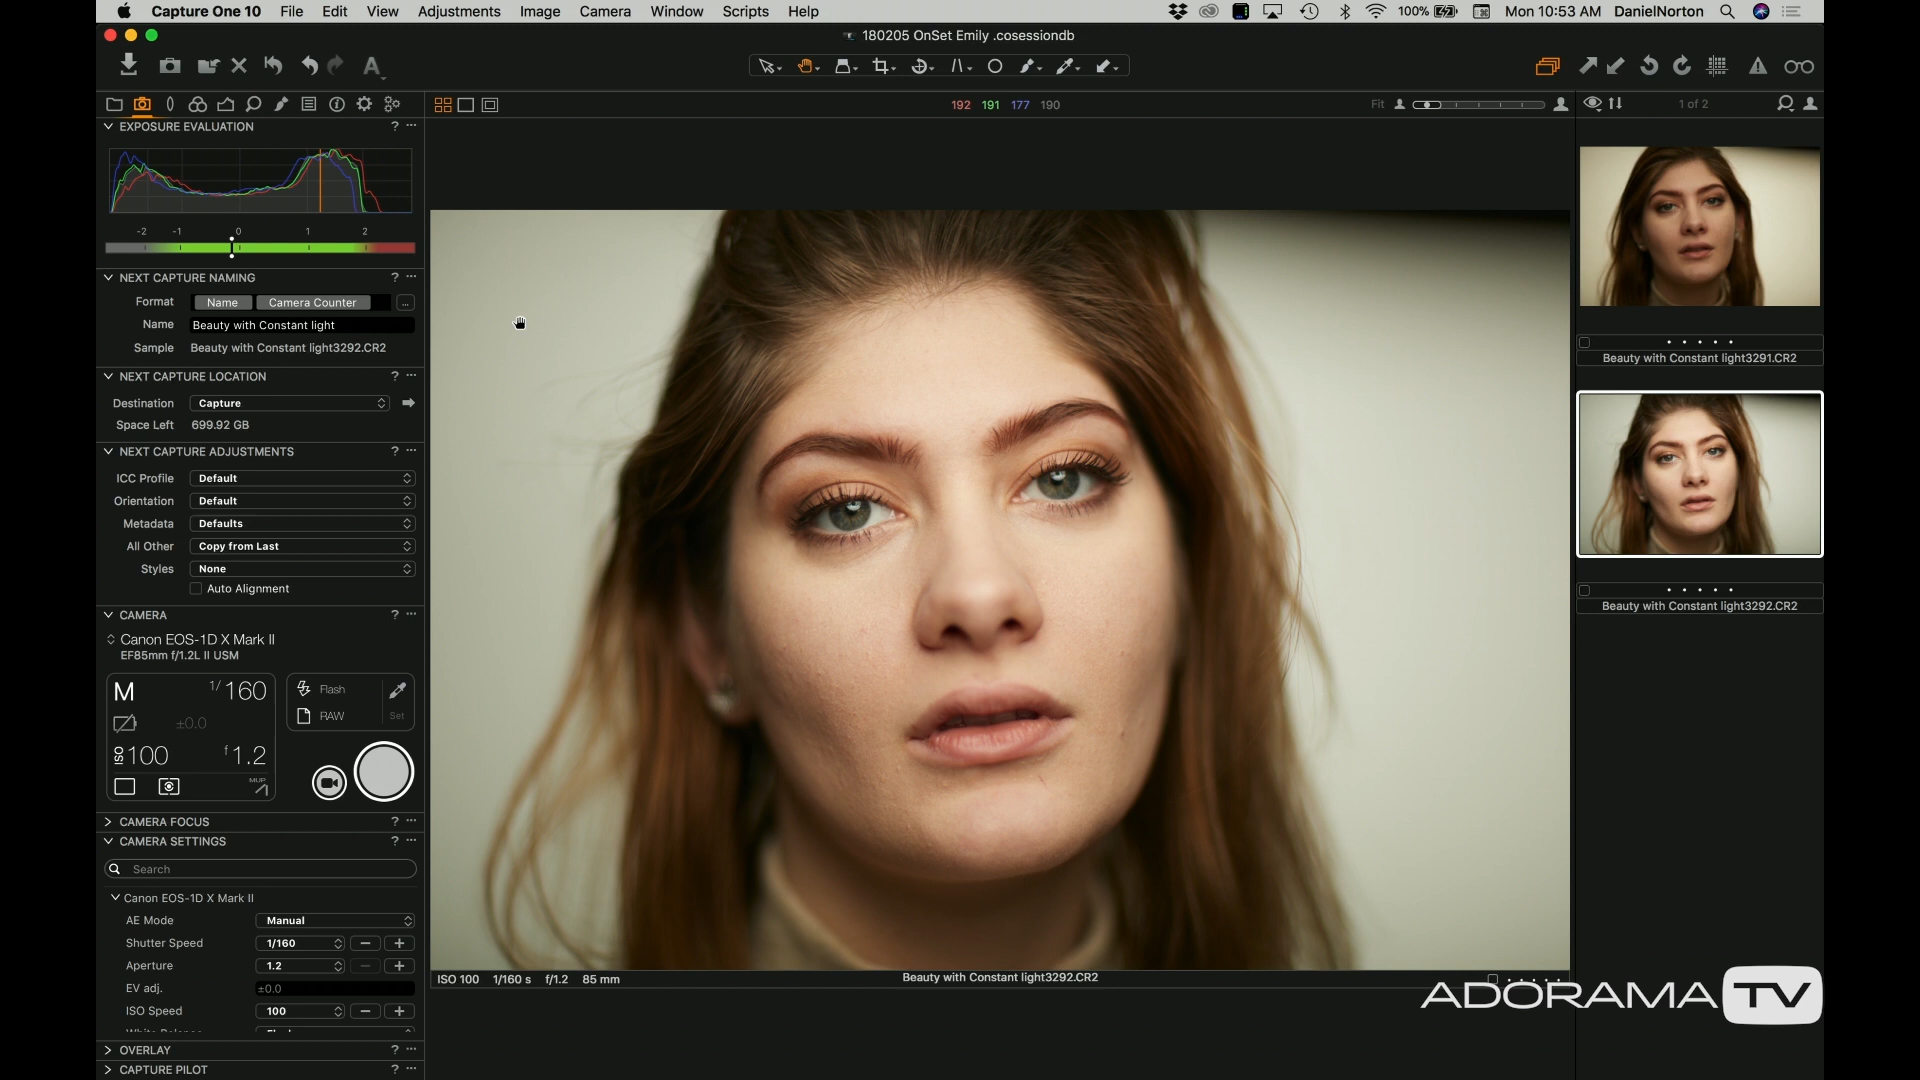 Capture One 10 File Edit View Adjustments Image Camera Window Scripts Help 100% Mon 10:53 AM DanielNorton
180205 OnSet Emily .cosessiondb
A
192 191 177 190 Fit 1 of 2
EXPOSURE EVALUATION ? ...
-2 -1 0 1 2
NEXT CAPTURE NAMING ? ...
Format Name Camera Counter ...
Name Beauty with Constant light
Sample Beauty with Constant light3292.CR2
NEXT CAPTURE LOCATION ? ...
Destination Capture
Space Left 699.92 GB
NEXT CAPTURE ADJUSTMENTS ? ...
ICC Profile Default
Orientation Default
Metadata Defaults
All Other Copy from Last
Styles None
Auto Alignment
CAMERA ? ...
Canon EOS-1D X Mark II
EF85mm f/1.2L II USM
M 1/ 160
±0.0
ISO 100 f 1.2
MUP
Flash
RAW Set
CAMERA FOCUS ? ...
CAMERA SETTINGS ? ...
Search
Canon EOS-1D X Mark II
AE Mode Manual
Shutter Speed 1/160 − +
Aperture 1.2 − +
EV adj. ±0.0
ISO Speed 100 − +
OVERLAY ? ...
CAPTURE PILOT ? ...
ISO 100 1/160 s f/1.2 85 mm Beauty with Constant light3292.CR2
Beauty with Constant light3291.CR2
Beauty with Constant light3292.CR2
ADORAMA TV